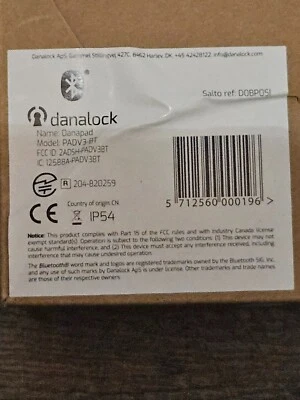 Danalock ApS, Gammel Stillingvej 427C, 8462 Harlev, DK, +45-42428122, info@danalock.com
Salto ref: D0BPQSI
danalock
Name: Danapad
Model: PADV3-BT
FCC ID: 2ADSH-PADV3BT
IC: 12588A-PADV3BT
R 204-820259
Country of origin: CN
CE IP54
5 712560 000196 >
Notice: This product complies with Part 15 of the FCC rules and with Industry Canada license
exempt standard(s). Operation is subject to the following two conditions: (1) This device may not
cause harmful interference, and (2) This device must accept any interference including
interference that may cause undesired operation.
The Bluetooth® word mark and logos are registered trademarks owned by Bluetooth SIG, Inc.
and any use of such marks by Danalock ApS is under license. Other trademarks and trade names
are those of their respective owners.